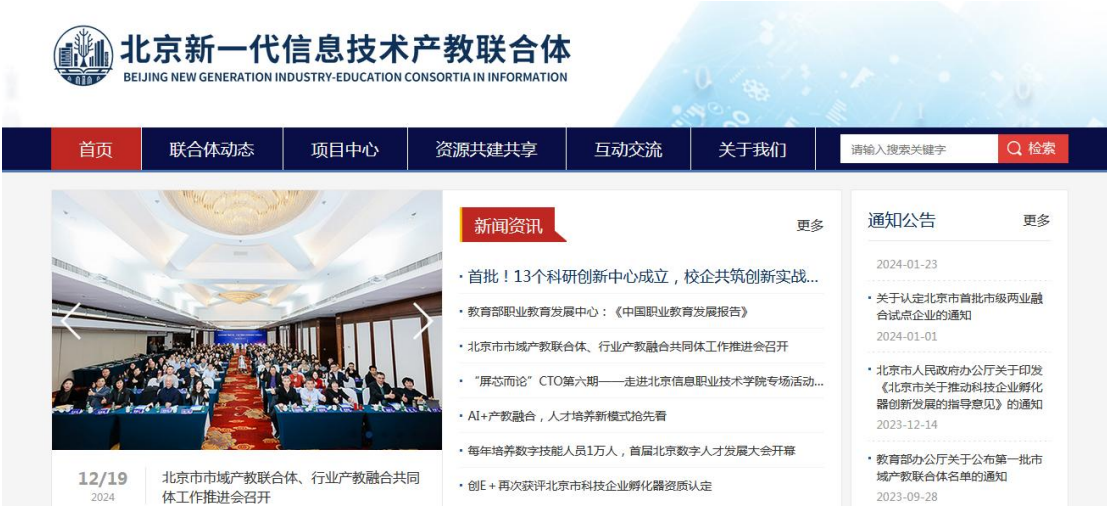 北京新一代信息技术产教联合体
BEIJING NEW GENERATION INDUSTRY-EDUCATION CONSORTIA IN INFORMATION
首页 联合体动态 项目中心 资源共建共享 互动交流 关于我们 请输入搜索关键字 检索
新闻资讯 更多
· 首批！13个科研创新中心成立，校企共筑创新实战...
· 教育部职业教育发展中心：《中国职业教育发展报告》
· 北京市市域产教联合体、行业产教融合共同体工作推进会召开
· “屏芯而论”CTO第六期——走进北京信息职业技术学院专场活动...
· AI+产教融合，人才培养新模式抢先看
· 每年培养数字技能人员1万人，首届北京数字人才发展大会开幕
· 创E+再次获评北京市科技企业孵化器资质认定
12/19
2024
北京市市域产教联合体、行业产教融合共同
体工作推进会召开
通知公告 更多
2024-01-23
· 关于认定北京市首批市级两业融
合试点企业的通知
2024-01-01
· 北京市人民政府办公厅关于印发
《北京市关于推动科技企业孵化
器创新发展的指导意见》的通知
2023-12-14
· 教育部办公厅关于公布第一批市
域产教联合体名单的通知
2023-09-28